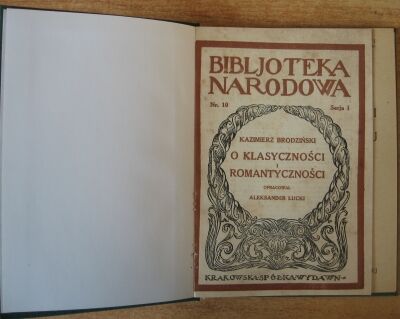 BIBLJOTEKA
NARODOWA
Nr. 10 Serja I
KAZIMIERZ BRODZIŃSKI
O KLASYCZNOŚCI
I
ROMANTYCZNOŚCI
OPRACOWAŁ
ALEKSANDER ŁUCKI
KRAKOWSKA·SPÓŁKA·WYDAWN·